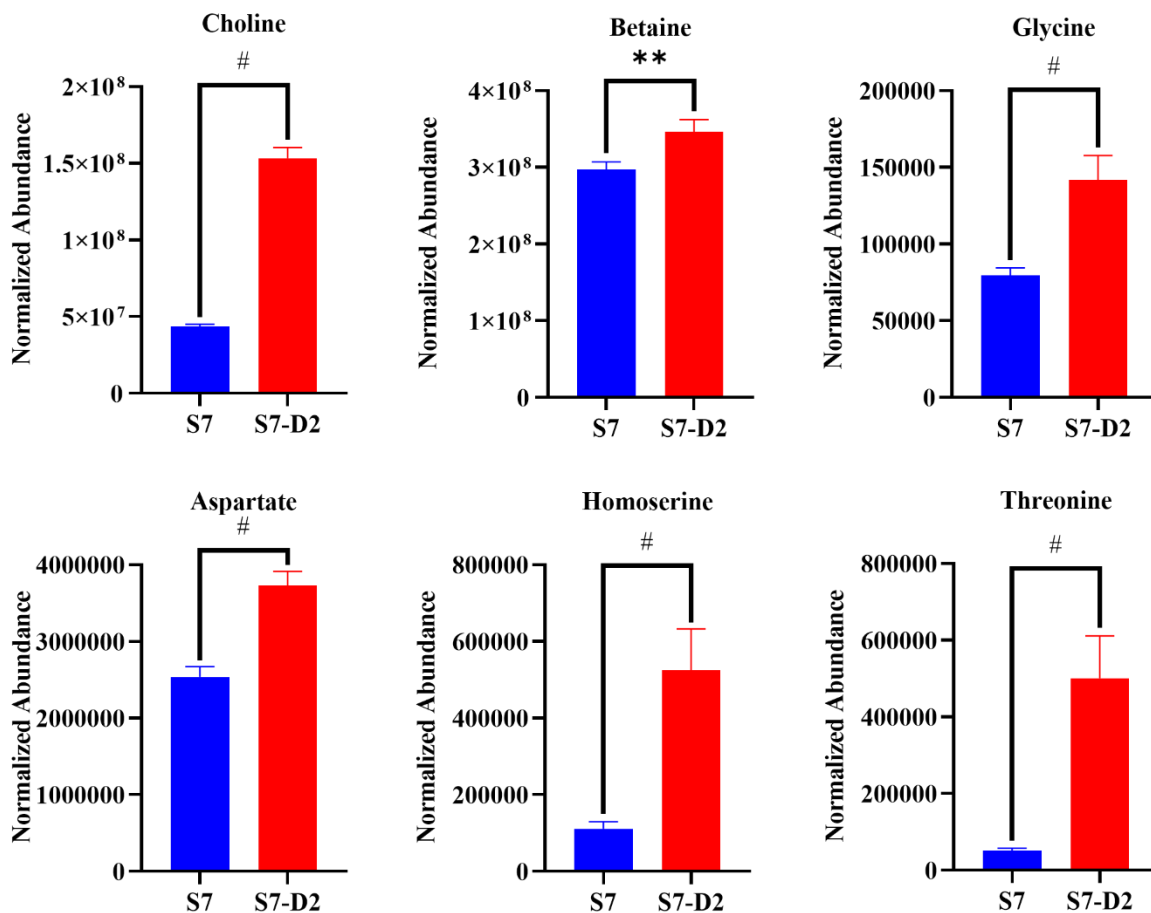 Choline
#
Normalized Abundance
2×10⁸
1.5×10⁸
1×10⁸
5×10⁷
0
S7 S7-D2
Betaine
**
Normalized Abundance
4×10⁸
3×10⁸
2×10⁸
1×10⁸
0
S7 S7-D2
Glycine
#
Normalized Abundance
200000
150000
100000
50000
0
S7 S7-D2
Aspartate
#
Normalized Abundance
4000000
3000000
2000000
1000000
0
S7 S7-D2
Homoserine
#
Normalized Abundance
800000
600000
400000
200000
0
S7 S7-D2
Threonine
#
Normalized Abundance
800000
600000
400000
200000
0
S7 S7-D2